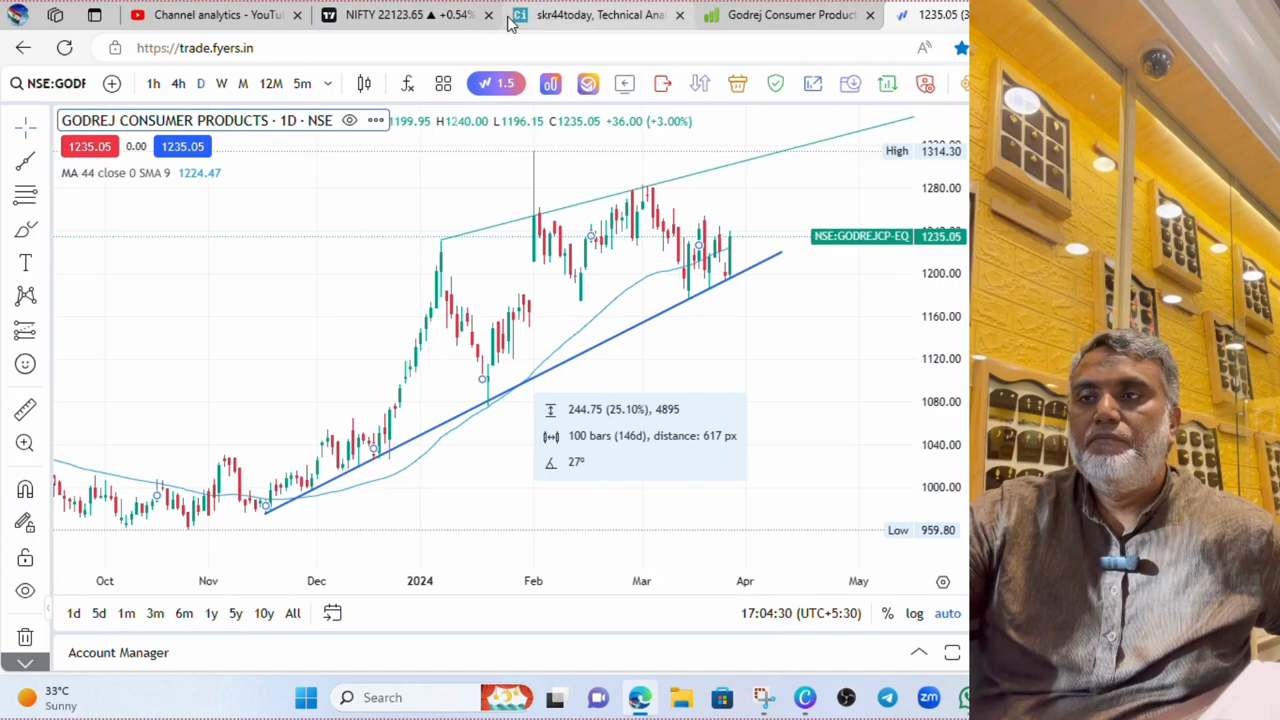 Channel analytics - YouTu
NIFTY 22123.65 ▲ +0.54%
skr44today, Technical Anal
Godrej Consumer Product
1235.05 (3
https://trade.fyers.in
NSE:GODF
1h 4h D W M 12M 5m
1.5
GODREJ CONSUMER PRODUCTS · 1D · NSE
1199.95 H1240.00 L1196.15 C1235.05 +36.00 (+3.00%)
1235.05 0.00 1235.05
MA 44 close 0 SMA 9 1224.47
High 1314.30
1280.00
NSE:GODREJCP-EQ 1235.05
1200.00
1160.00
1120.00
1080.00
1040.00
1000.00
Low 959.80
244.75 (25.10%), 4895
100 bars (146d), distance: 617 px
27º
Oct Nov Dec 2024 Feb Mar Apr May
1d 5d 1m 3m 6m 1y 5y 10y All
17:04:30 (UTC+5:30) % log auto
Account Manager
33°C
Sunny
Search
zm